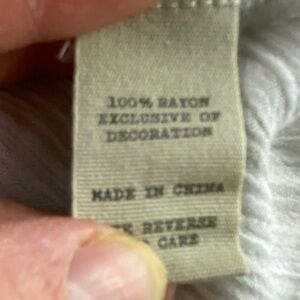 100% RAYON
EXCLUSIVE OF
DECORATION
MADE IN CHINA
REVERSE
CARE